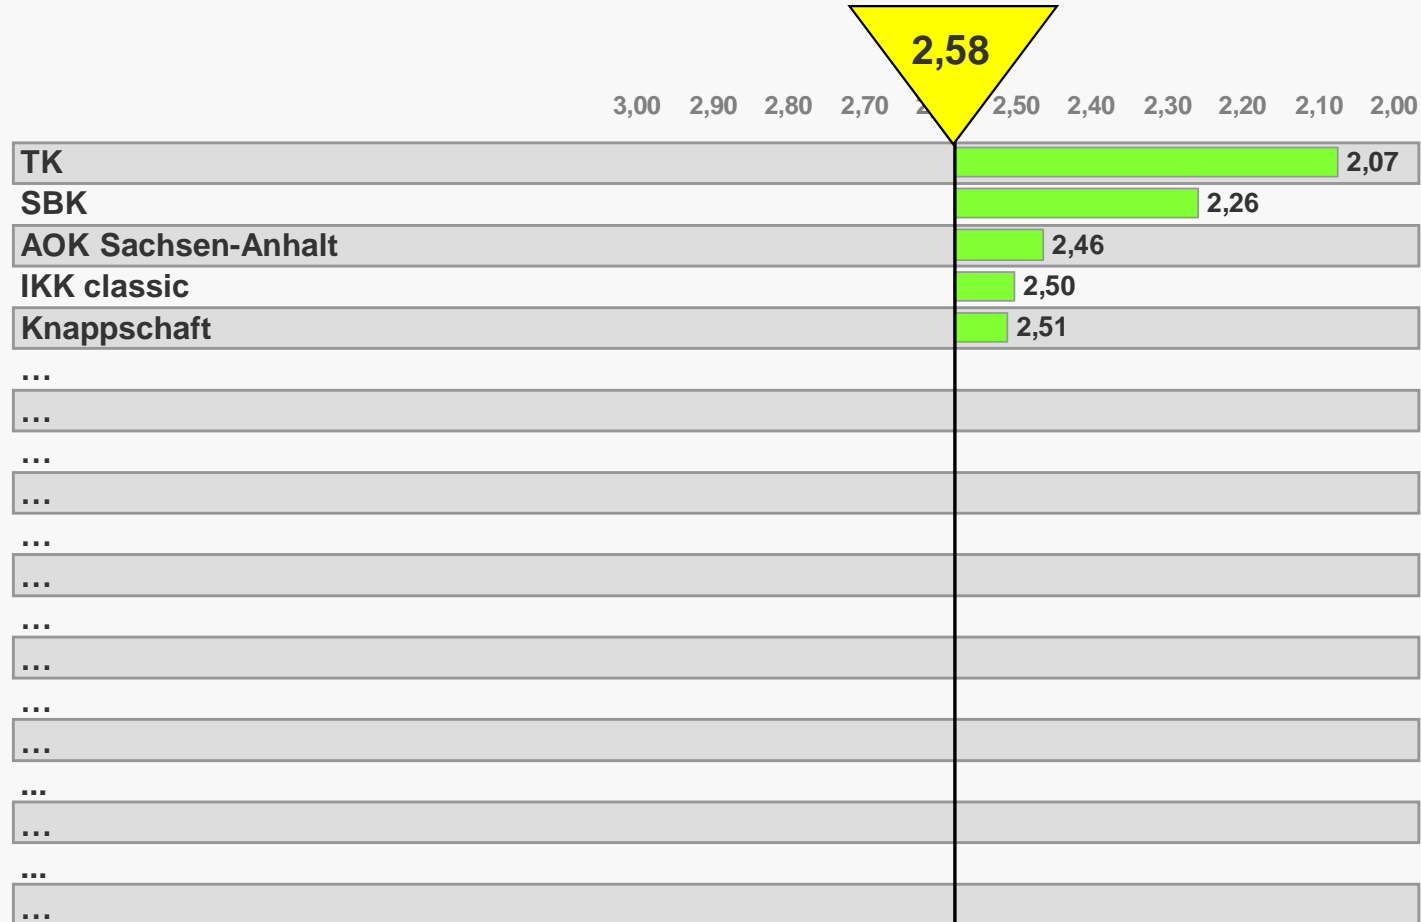 2,58
3,00 2,90 2,80 2,70 2,50 2,40 2,30 2,20 2,10 2,00
TK 2,07
SBK 2,26
AOK Sachsen-Anhalt 2,46
IKK classic 2,50
Knappschaft 2,51
…
…
…
…
…
…
…
…
…
…
...
…
...
…